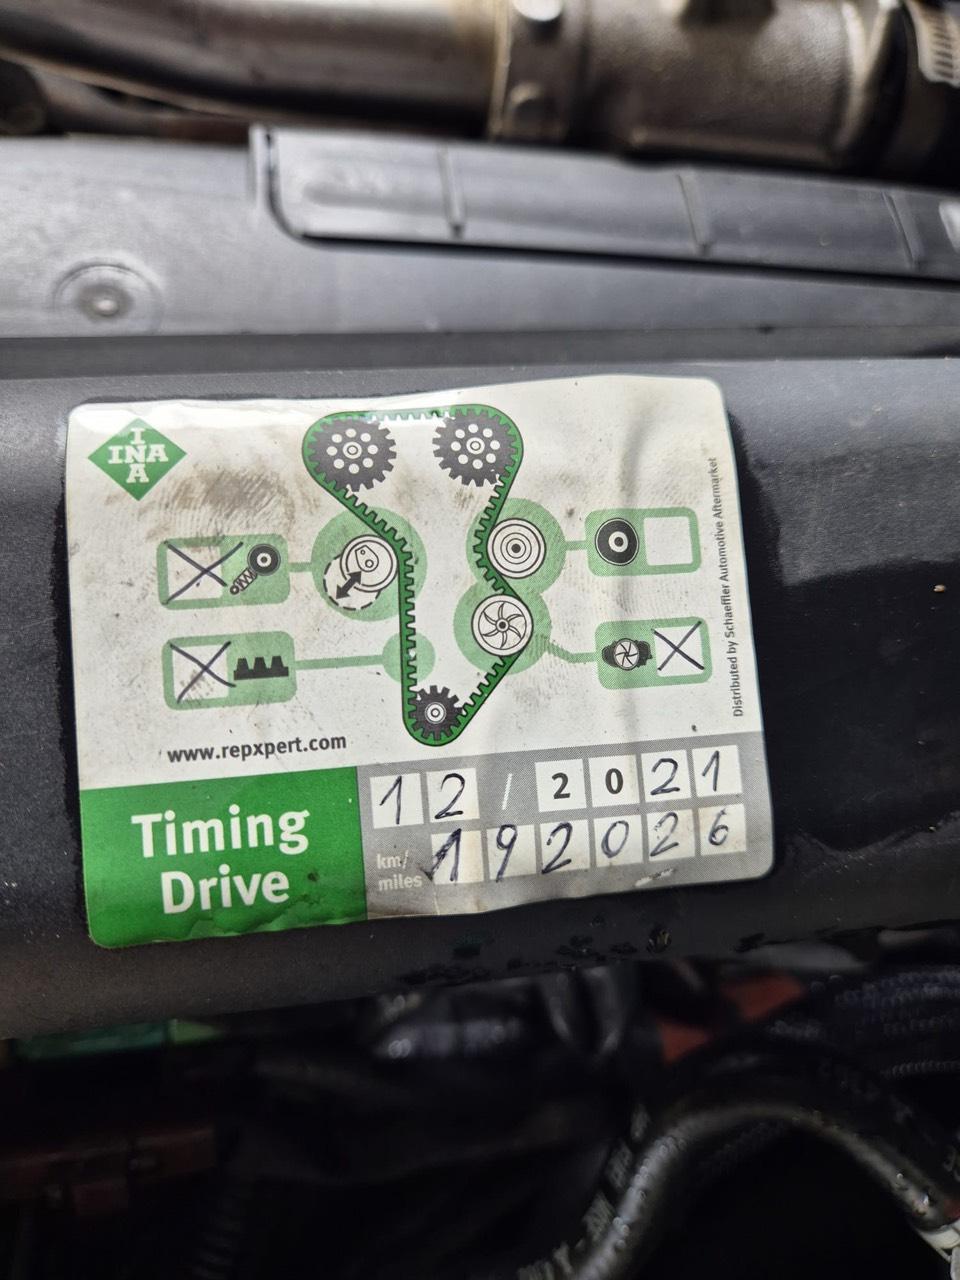 I
INA
A
Distributed by Schaeffler Automotive Aftermarket
www.repxpert.com
Timing
Drive
12 / 2021
km/
miles 192026